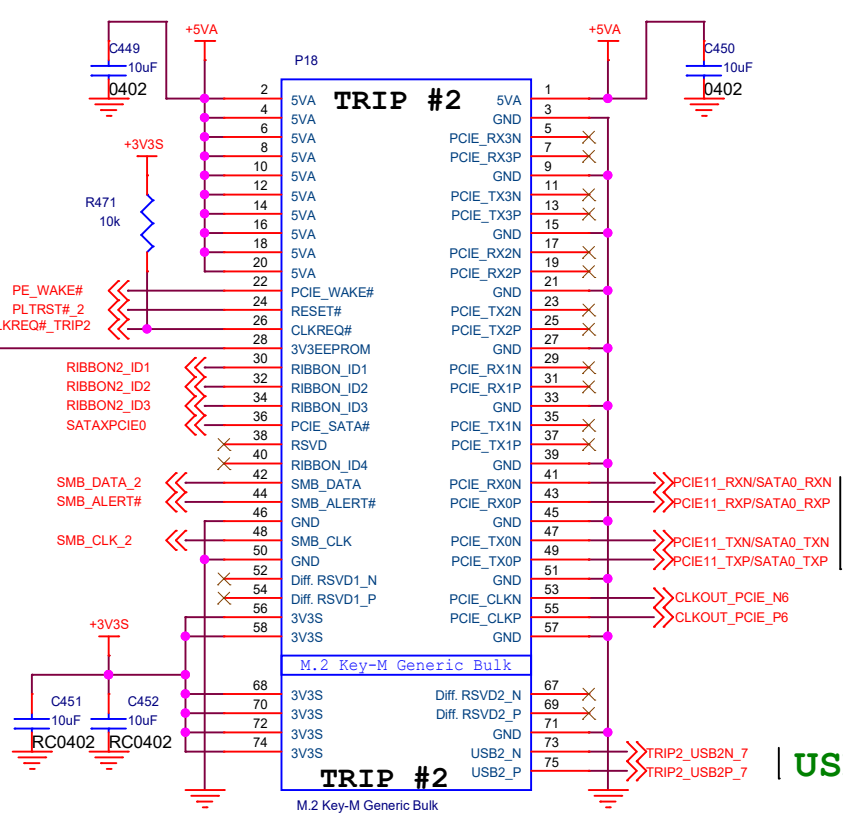 +5VA
+5VA
C449
10uF
0402
C450
10uF
0402
P18
TRIP #2
2 5VA 5VA 1
4 5VA GND 3
6 5VA PCIE_RX3N 5
8 5VA PCIE_RX3P 7
10 5VA GND 9
12 5VA PCIE_TX3N 11
14 5VA PCIE_TX3P 13
16 5VA GND 15
18 5VA PCIE_RX2N 17
20 5VA PCIE_RX2P 19
22 PCIE_WAKE# GND 21
24 RESET# PCIE_TX2N 23
26 CLKREQ# PCIE_TX2P 25
28 3V3EEPROM GND 27
30 RIBBON_ID1 PCIE_RX1N 29
32 RIBBON_ID2 PCIE_RX1P 31
34 RIBBON_ID3 GND 33
36 PCIE_SATA# PCIE_TX1N 35
38 RSVD PCIE_TX1P 37
40 RIBBON_ID4 GND 39
42 SMB_DATA PCIE_RX0N 41
44 SMB_ALERT# PCIE_RX0P 43
46 GND GND 45
48 SMB_CLK PCIE_TX0N 47
50 GND PCIE_TX0P 49
52 Diff. RSVD1_N GND 51
54 Diff. RSVD1_P PCIE_CLKN 53
56 3V3S PCIE_CLKP 55
58 3V3S GND 57
M.2 Key-M Generic Bulk
68 3V3S Diff. RSVD2_N 67
70 3V3S Diff. RSVD2_P 69
72 3V3S GND 71
74 3V3S USB2_N 73
USB2_P 75
TRIP #2
M.2 Key-M Generic Bulk
+3V3S
R471
10k
PE_WAKE#
PLTRST#_2
LKREQ#_TRIP2
RIBBON2_ID1
RIBBON2_ID2
RIBBON2_ID3
SATAXPCIE0
SMB_DATA_2
SMB_ALERT#
SMB_CLK_2
+3V3S
C451
10uF
RC0402
C452
10uF
RC0402
PCIE11_RXN/SATA0_RXN
PCIE11_RXP/SATA0_RXP
PCIE11_TXN/SATA0_TXN
PCIE11_TXP/SATA0_TXP
CLKOUT_PCIE_N6
CLKOUT_PCIE_P6
TRIP2_USB2N_7
TRIP2_USB2P_7
US